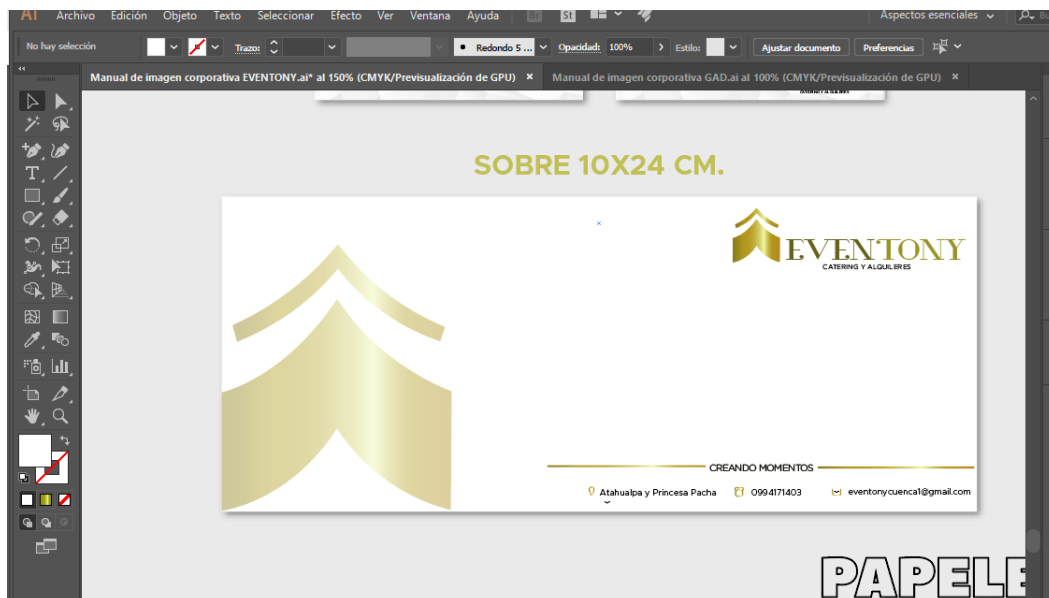 Ai Archivo Edición Objeto Texto Seleccionar Efecto Ver Ventana Ayuda Br St Aspectos esenciales
No hay selección Trazo: Redondo 5 ... Opacidad: 100% Estilo: Ajustar documento Preferencias
Manual de imagen corporativa EVENTONY.ai* al 150% (CMYK/Previsualización de GPU) × Manual de imagen corporativa GAD.ai al 100% (CMYK/Previsualización de GPU) ×
SOBRE 10X24 CM.
EVENTONY
CATERING Y ALQUILERES
CREANDO MOMENTOS
Atahualpa y Princesa Pacha 0994171403 eventonycuenca1@gmail.com
PAPELE